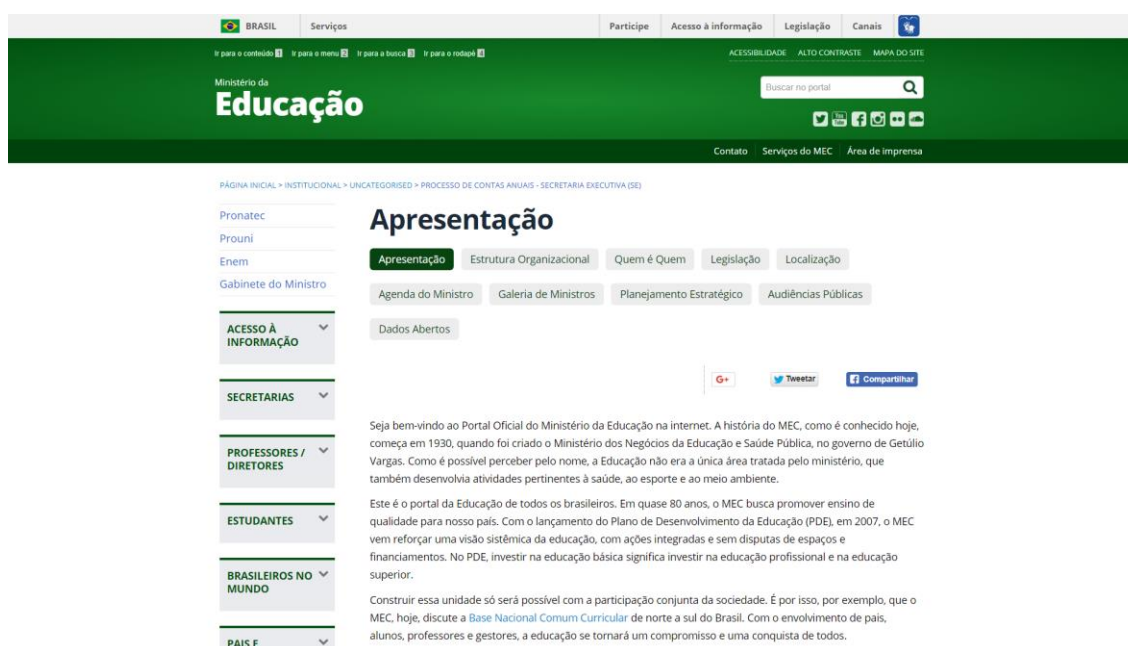 BRASIL Serviços Participe Acesso à informação Legislação Canais
Ir para o conteúdo 1 Ir para o menu 2 Ir para a busca 3 Ir para o rodapé 4 ACESSIBILIDADE ALTO CONTRASTE MAPA DO SITE
Ministério da
Educação
Buscar no portal
Contato Serviços do MEC Área de imprensa
PÁGINA INICIAL > INSTITUCIONAL > UNCATEGORISED > PROCESSO DE CONTAS ANUAIS - SECRETARIA EXECUTIVA (SE)
Pronatec
Prouni
Enem
Gabinete do Ministro
ACESSO À
INFORMAÇÃO
SECRETARIAS
PROFESSORES /
DIRETORES
ESTUDANTES
BRASILEIROS NO
MUNDO
PAIS E
Apresentação
Apresentação Estrutura Organizacional Quem é Quem Legislação Localização
Agenda do Ministro Galeria de Ministros Planejamento Estratégico Audiências Públicas
Dados Abertos
G+ Tweetar Compartilhar
Seja bem-vindo ao Portal Oficial do Ministério da Educação na internet. A história do MEC, como é conhecido hoje,
começa em 1930, quando foi criado o Ministério dos Negócios da Educação e Saúde Pública, no governo de Getúlio
Vargas. Como é possível perceber pelo nome, a Educação não era a única área tratada pelo ministério, que
também desenvolvia atividades pertinentes à saúde, ao esporte e ao meio ambiente.
Este é o portal da Educação de todos os brasileiros. Em quase 80 anos, o MEC busca promover ensino de
qualidade para nosso país. Com o lançamento do Plano de Desenvolvimento da Educação (PDE), em 2007, o MEC
vem reforçar uma visão sistêmica da educação, com ações integradas e sem disputas de espaços e
financiamentos. No PDE, investir na educação básica significa investir na educação profissional e na educação
superior.
Construir essa unidade só será possível com a participação conjunta da sociedade. É por isso, por exemplo, que o
MEC, hoje, discute a Base Nacional Comum Curricular de norte a sul do Brasil. Com o envolvimento de pais,
alunos, professores e gestores, a educação se tornará um compromisso e uma conquista de todos.